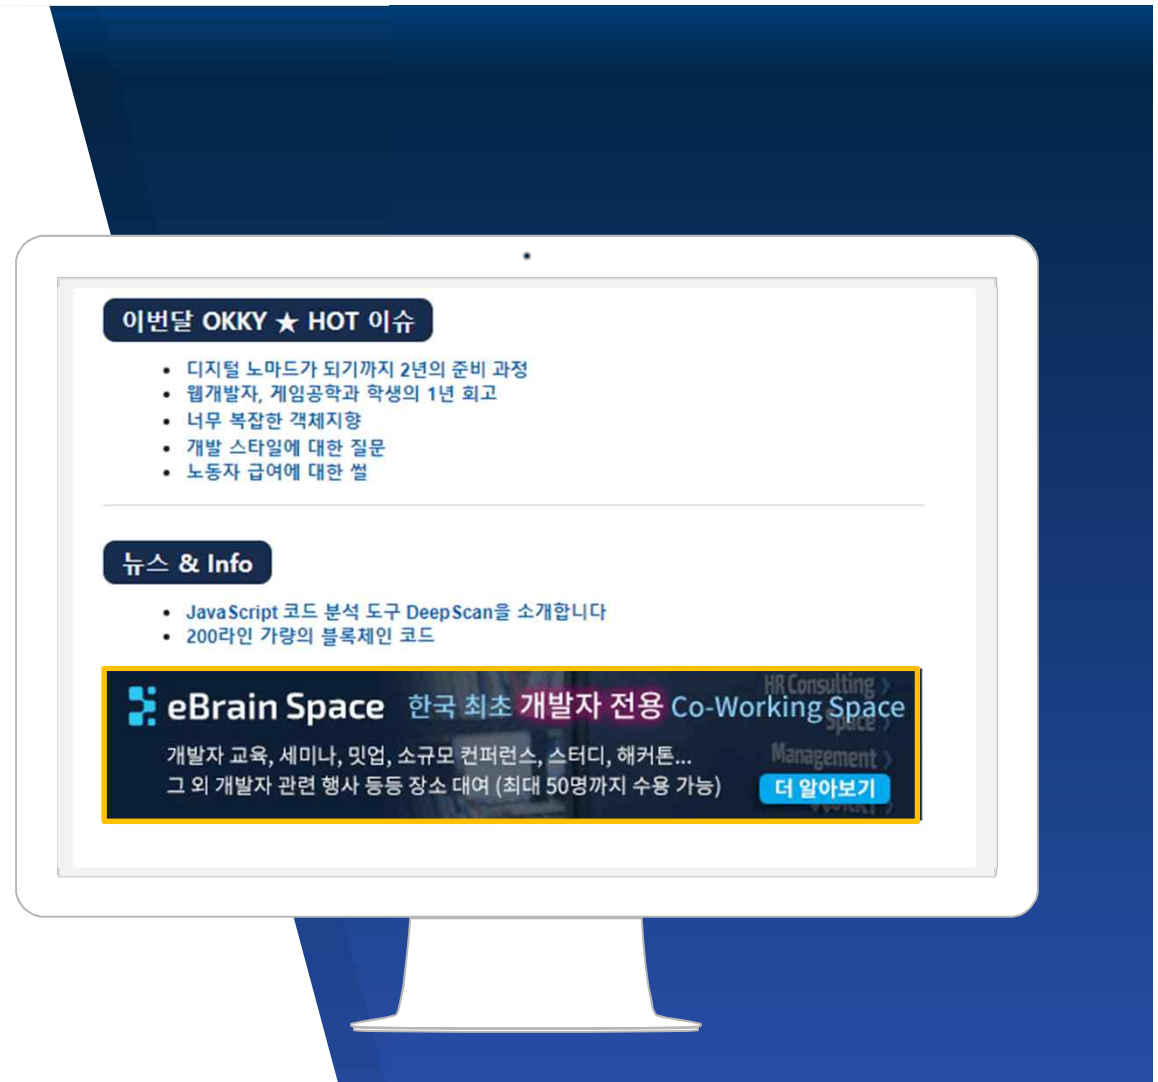 이번달 OKKY ★ HOT 이슈
디지털 노마드가 되기까지 2년의 준비 과정
웹개발자, 게임공학과 학생의 1년 회고
너무 복잡한 객체지향
개발 스타일에 대한 질문
노동자 급여에 대한 썰
뉴스 & Info
JavaScript 코드 분석 도구 DeepScan을 소개합니다
200라인 가량의 블록체인 코드
eBrain Space 한국 최초 개발자 전용 Co-Working Space
HR Consulting >
Space >
Management >
개발자 교육, 세미나, 밋업, 소규모 컨퍼런스, 스터디, 해커톤...
그 외 개발자 관련 행사 등등 장소 대여 (최대 50명까지 수용 가능)
더 알아보기